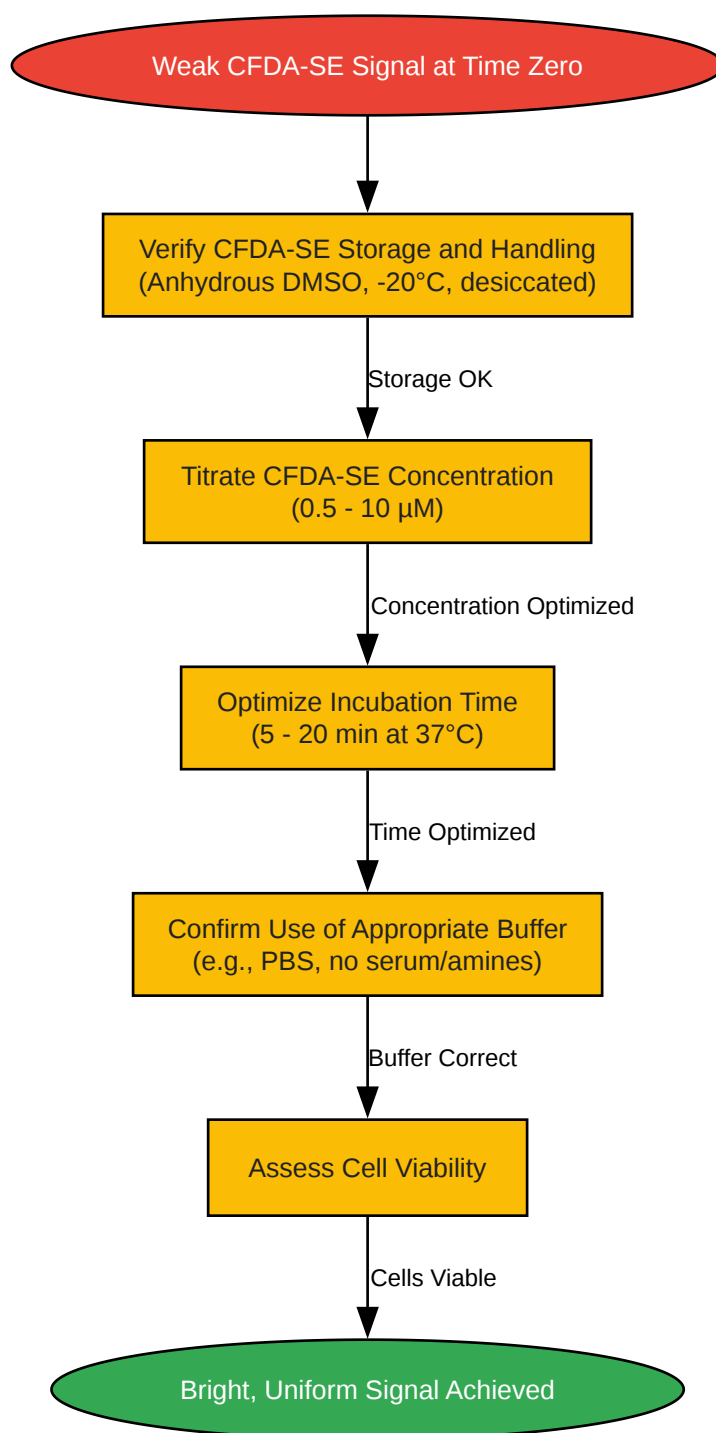 Weak CFDA-SE Signal at Time Zero
Verify CFDA-SE Storage and Handling
(Anhydrous DMSO, -20°C, desiccated)
Storage OK
Titrate CFDA-SE Concentration
(0.5 - 10 µM)
Concentration Optimized
Optimize Incubation Time
(5 - 20 min at 37°C)
Time Optimized
Confirm Use of Appropriate Buffer
(e.g., PBS, no serum/amines)
Buffer Correct
Assess Cell Viability
Cells Viable
Bright, Uniform Signal Achieved